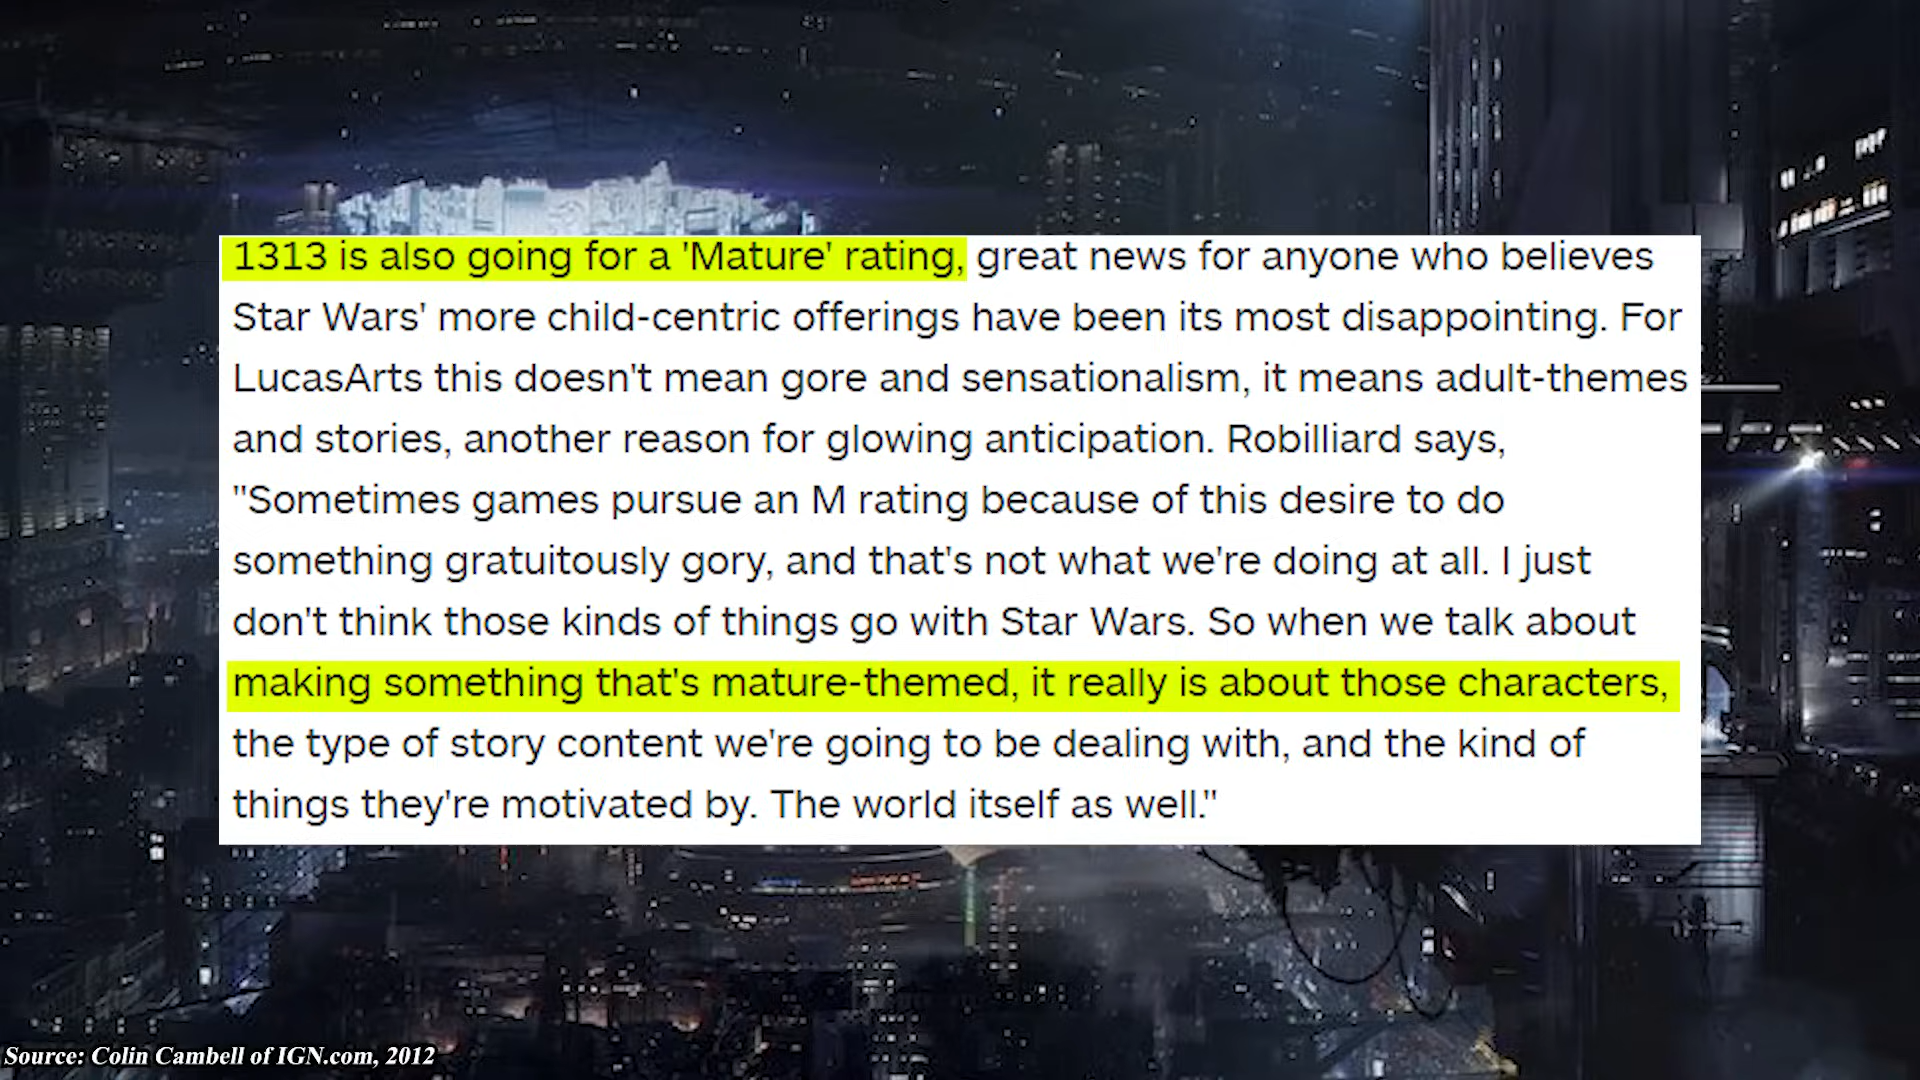 1313 is also going for a 'Mature' rating, great news for anyone who believes
Star Wars' more child-centric offerings have been its most disappointing. For
LucasArts this doesn't mean gore and sensationalism, it means adult-themes
and stories, another reason for glowing anticipation. Robilliard says,
"Sometimes games pursue an M rating because of this desire to do
something gratuitously gory, and that's not what we're doing at all. I just
don't think those kinds of things go with Star Wars. So when we talk about
making something that's mature-themed, it really is about those characters,
the type of story content we're going to be dealing with, and the kind of
things they're motivated by. The world itself as well."
Source: Colin Cambell of IGN.com, 2012